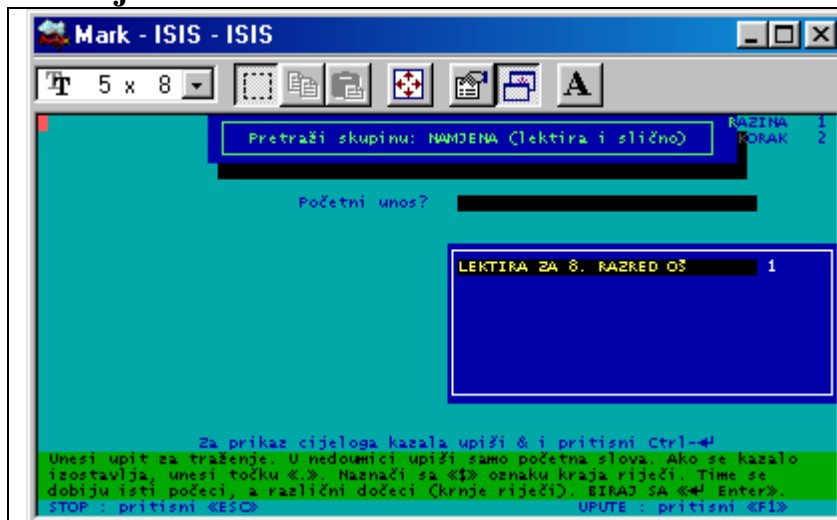 Mark - ISIS - ISIS
Tr 5 x 8
A
RAZINA 1
Pretraži skupinu: NAMJENA (lektira i slično)
KORAK 2
Početni unos?
LEKTIRA ZA 8. RAZRED OŠ 1
Za prikaz cijeloga kazala upiši & i pritisni Ctrl-↵
Unesi upit za traženje. U nedoumici upiši samo početna slova. Ako se kazalo
izostavlja, unesi točku «.». Naznači sa «$» oznaku kraja riječi. Time se
dobiju isti počeci, a različni dočeci (krnje riječi). BIRAJ SA «↵ Enter».
STOP : pritisni «ESC» UPUTE : pritisni «F1»